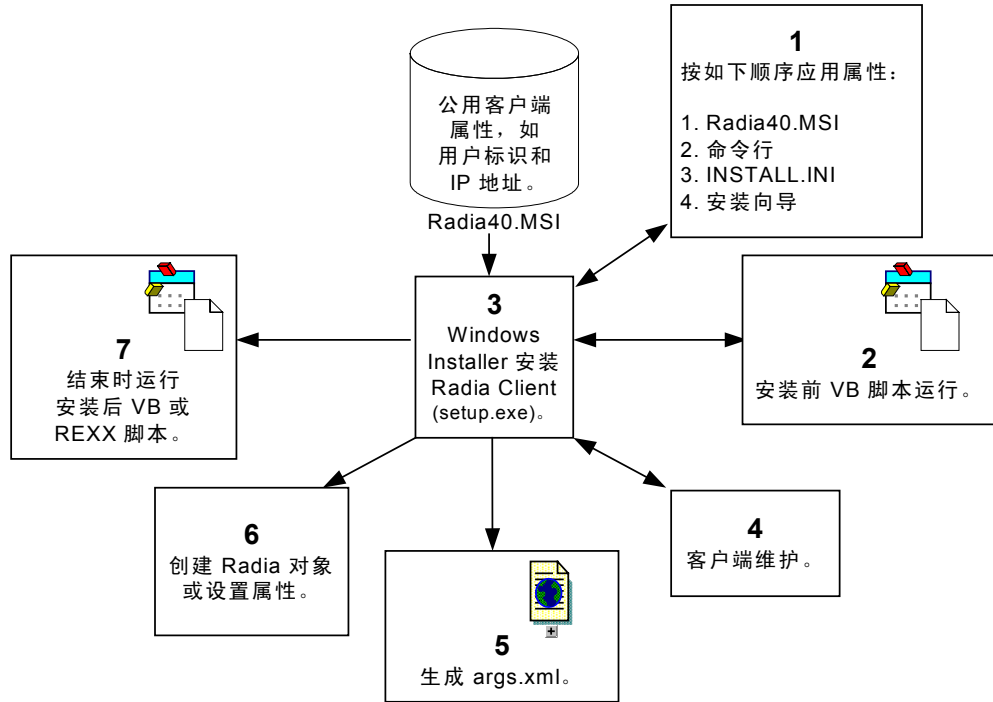 公用客户端
属性，如
用户标识和
IP 地址。
Radia40.MSI
1
按如下顺序应用属性：
1. Radia40.MSI
2. 命令行
3. INSTALL.INI
4. 安装向导
7
结束时运行
安装后 VB 或
REXX 脚本。
3
Windows
Installer 安装
Radia Client
(setup.exe)。
2
安装前 VB 脚本运行。
6
创建 Radia 对象
或设置属性。
5
生成 args.xml。
4
客户端维护。